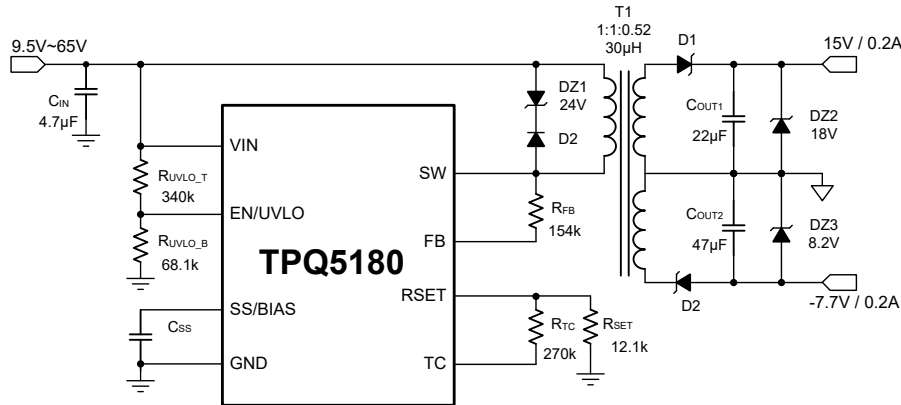 T1
1:1:0.52
30µH
9.5V~65V
D1
15V / 0.2A
CIN
4.7µF
DZ1
24V
D2
COUT1
22µF
DZ2
18V
VIN
RUVLO_T
340k
SW
EN/UVLO
RFB
154k
COUT2
47µF
DZ3
8.2V
RUVLO_B
68.1k
FB
TPQ5180
RSET
D2
-7.7V / 0.2A
SS/BIAS
CSS
RTC
270k
RSET
12.1k
GND
TC